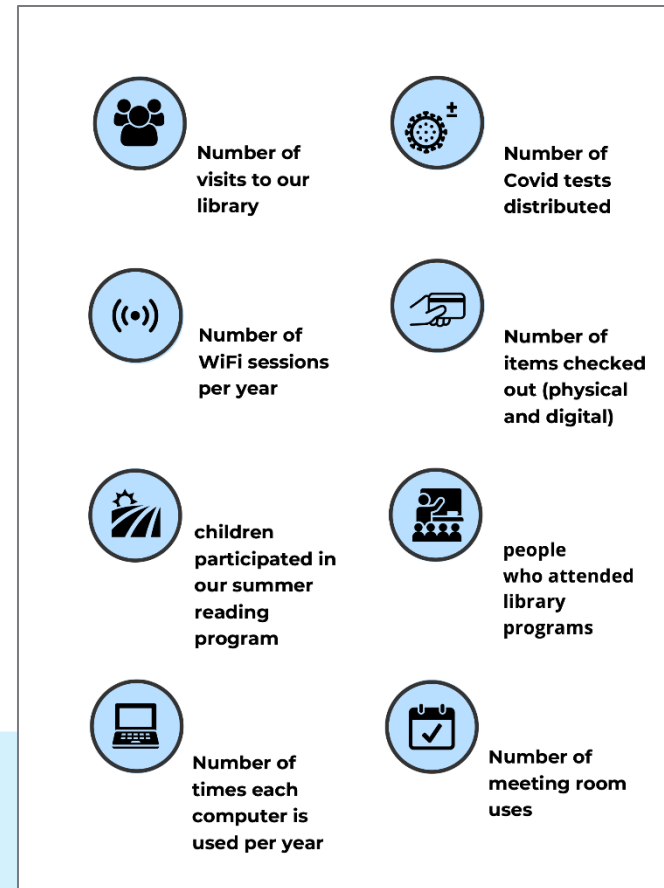 Number of
visits to our
library
Number of
Covid tests
distributed
Number of
WiFi sessions
per year
Number of
items checked
out (physical
and digital)
children
participated in
our summer
reading
program
people
who attended
library
programs
Number of
times each
computer is
used per year
Number of
meeting room
uses